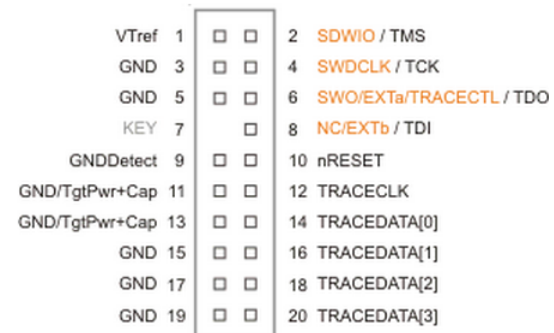 VTref 1 2 SDWIO / TMS
GND 3 4 SWDCLK / TCK
GND 5 6 SWO/EXTa/TRACECTL / TDO
KEY 7 8 NC/EXTb / TDI
GNDDetect 9 10 nRESET
GND/TgtPwr+Cap 11 12 TRACECLK
GND/TgtPwr+Cap 13 14 TRACEDATA[0]
GND 15 16 TRACEDATA[1]
GND 17 18 TRACEDATA[2]
GND 19 20 TRACEDATA[3]